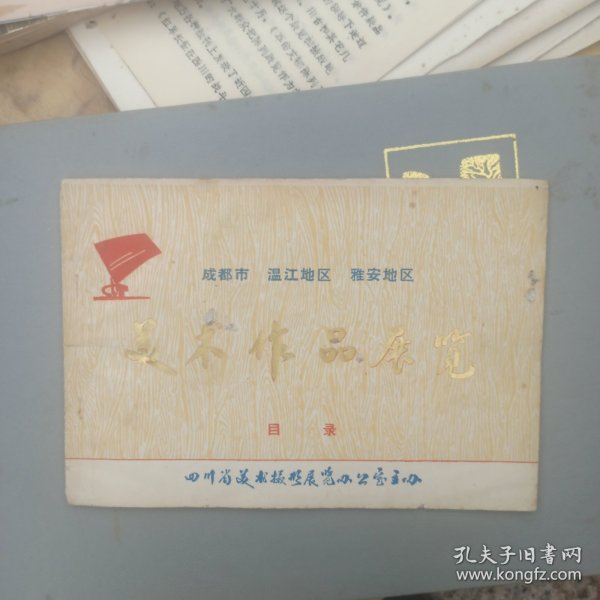 成都市 温江地区 雅安地区
美术作品展览
目 录
四川省美术摄影展览办公室主办
孔夫子旧书网
www.kongfz.com